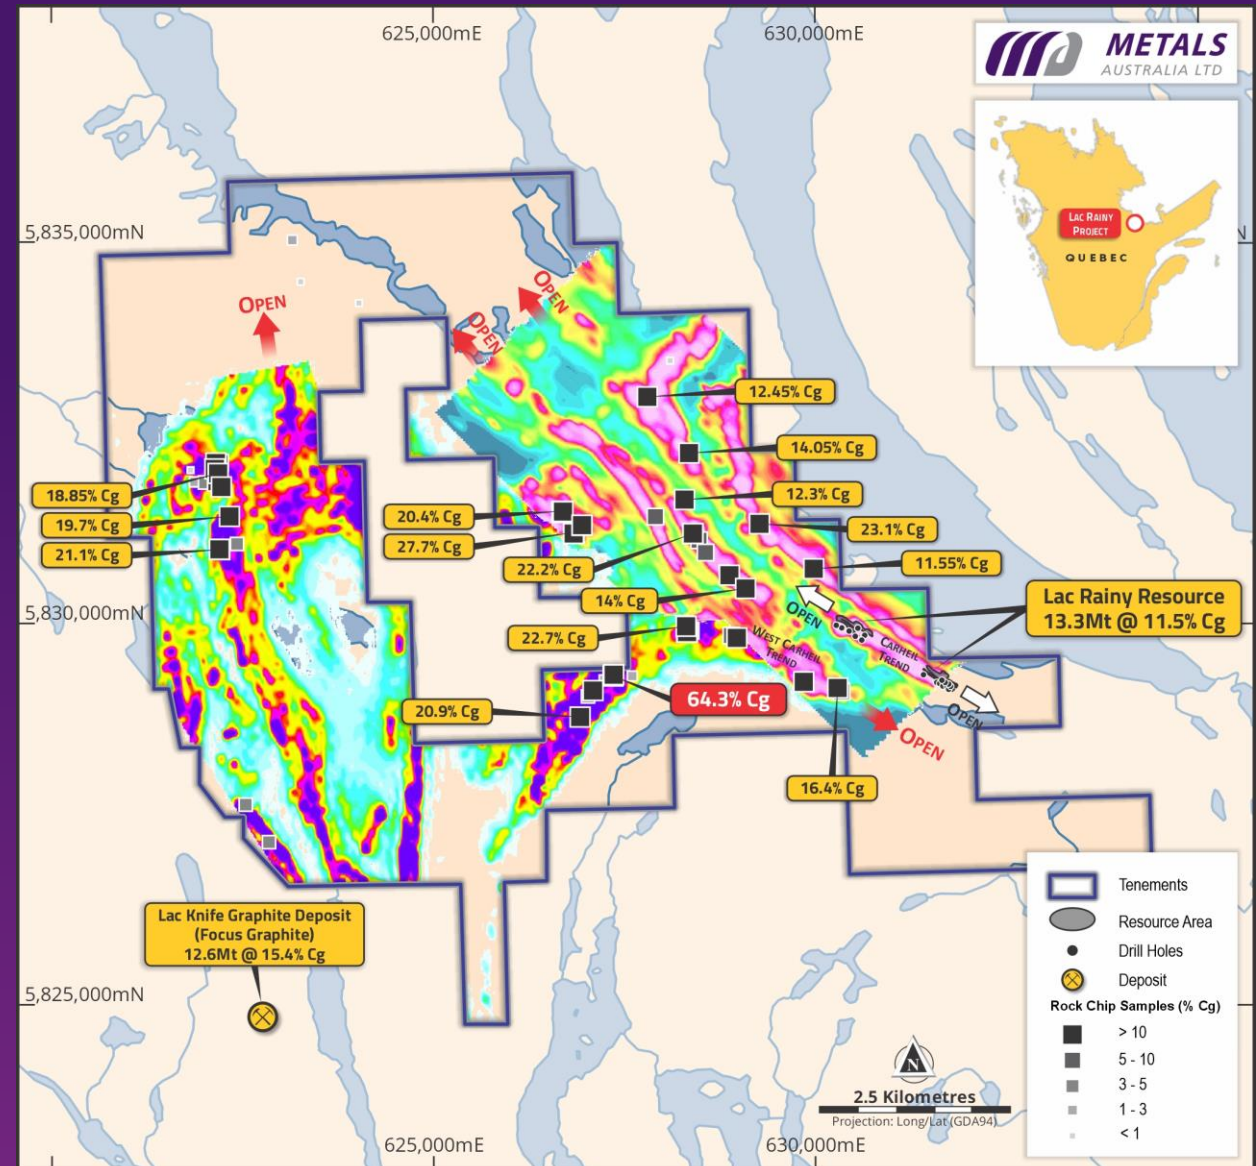 625,000mE
630,000mE
METALS
AUSTRALIA LTD
LAC RAINY
PROJECT
QUEBEC
5,835,000mN
N
OPEN
OPEN
OPEN
12.45% Cg
14.05% Cg
12.3% Cg
23.1% Cg
11.55% Cg
18.85% Cg
19.7% Cg
21.1% Cg
20.4% Cg
27.7% Cg
22.2% Cg
14% Cg
22.7% Cg
20.9% Cg
64.3% Cg
16.4% Cg
5,830,000mN
Lac Rainy Resource
13.3Mt @ 11.5% Cg
OPEN
CARHEIL
TREND
WEST CARHEIL
TREND
OPEN
OPEN
Lac Knife Graphite Deposit
(Focus Graphite)
12.6Mt @ 15.4% Cg
5,825,000mN
Tenements
Resource Area
Drill Holes
Deposit
Rock Chip Samples (% Cg)
> 10
5 - 10
3 - 5
1 - 3
< 1
N
2.5 Kilometres
Projection: Long/Lat (GDA94)
625,000mE
630,000mE